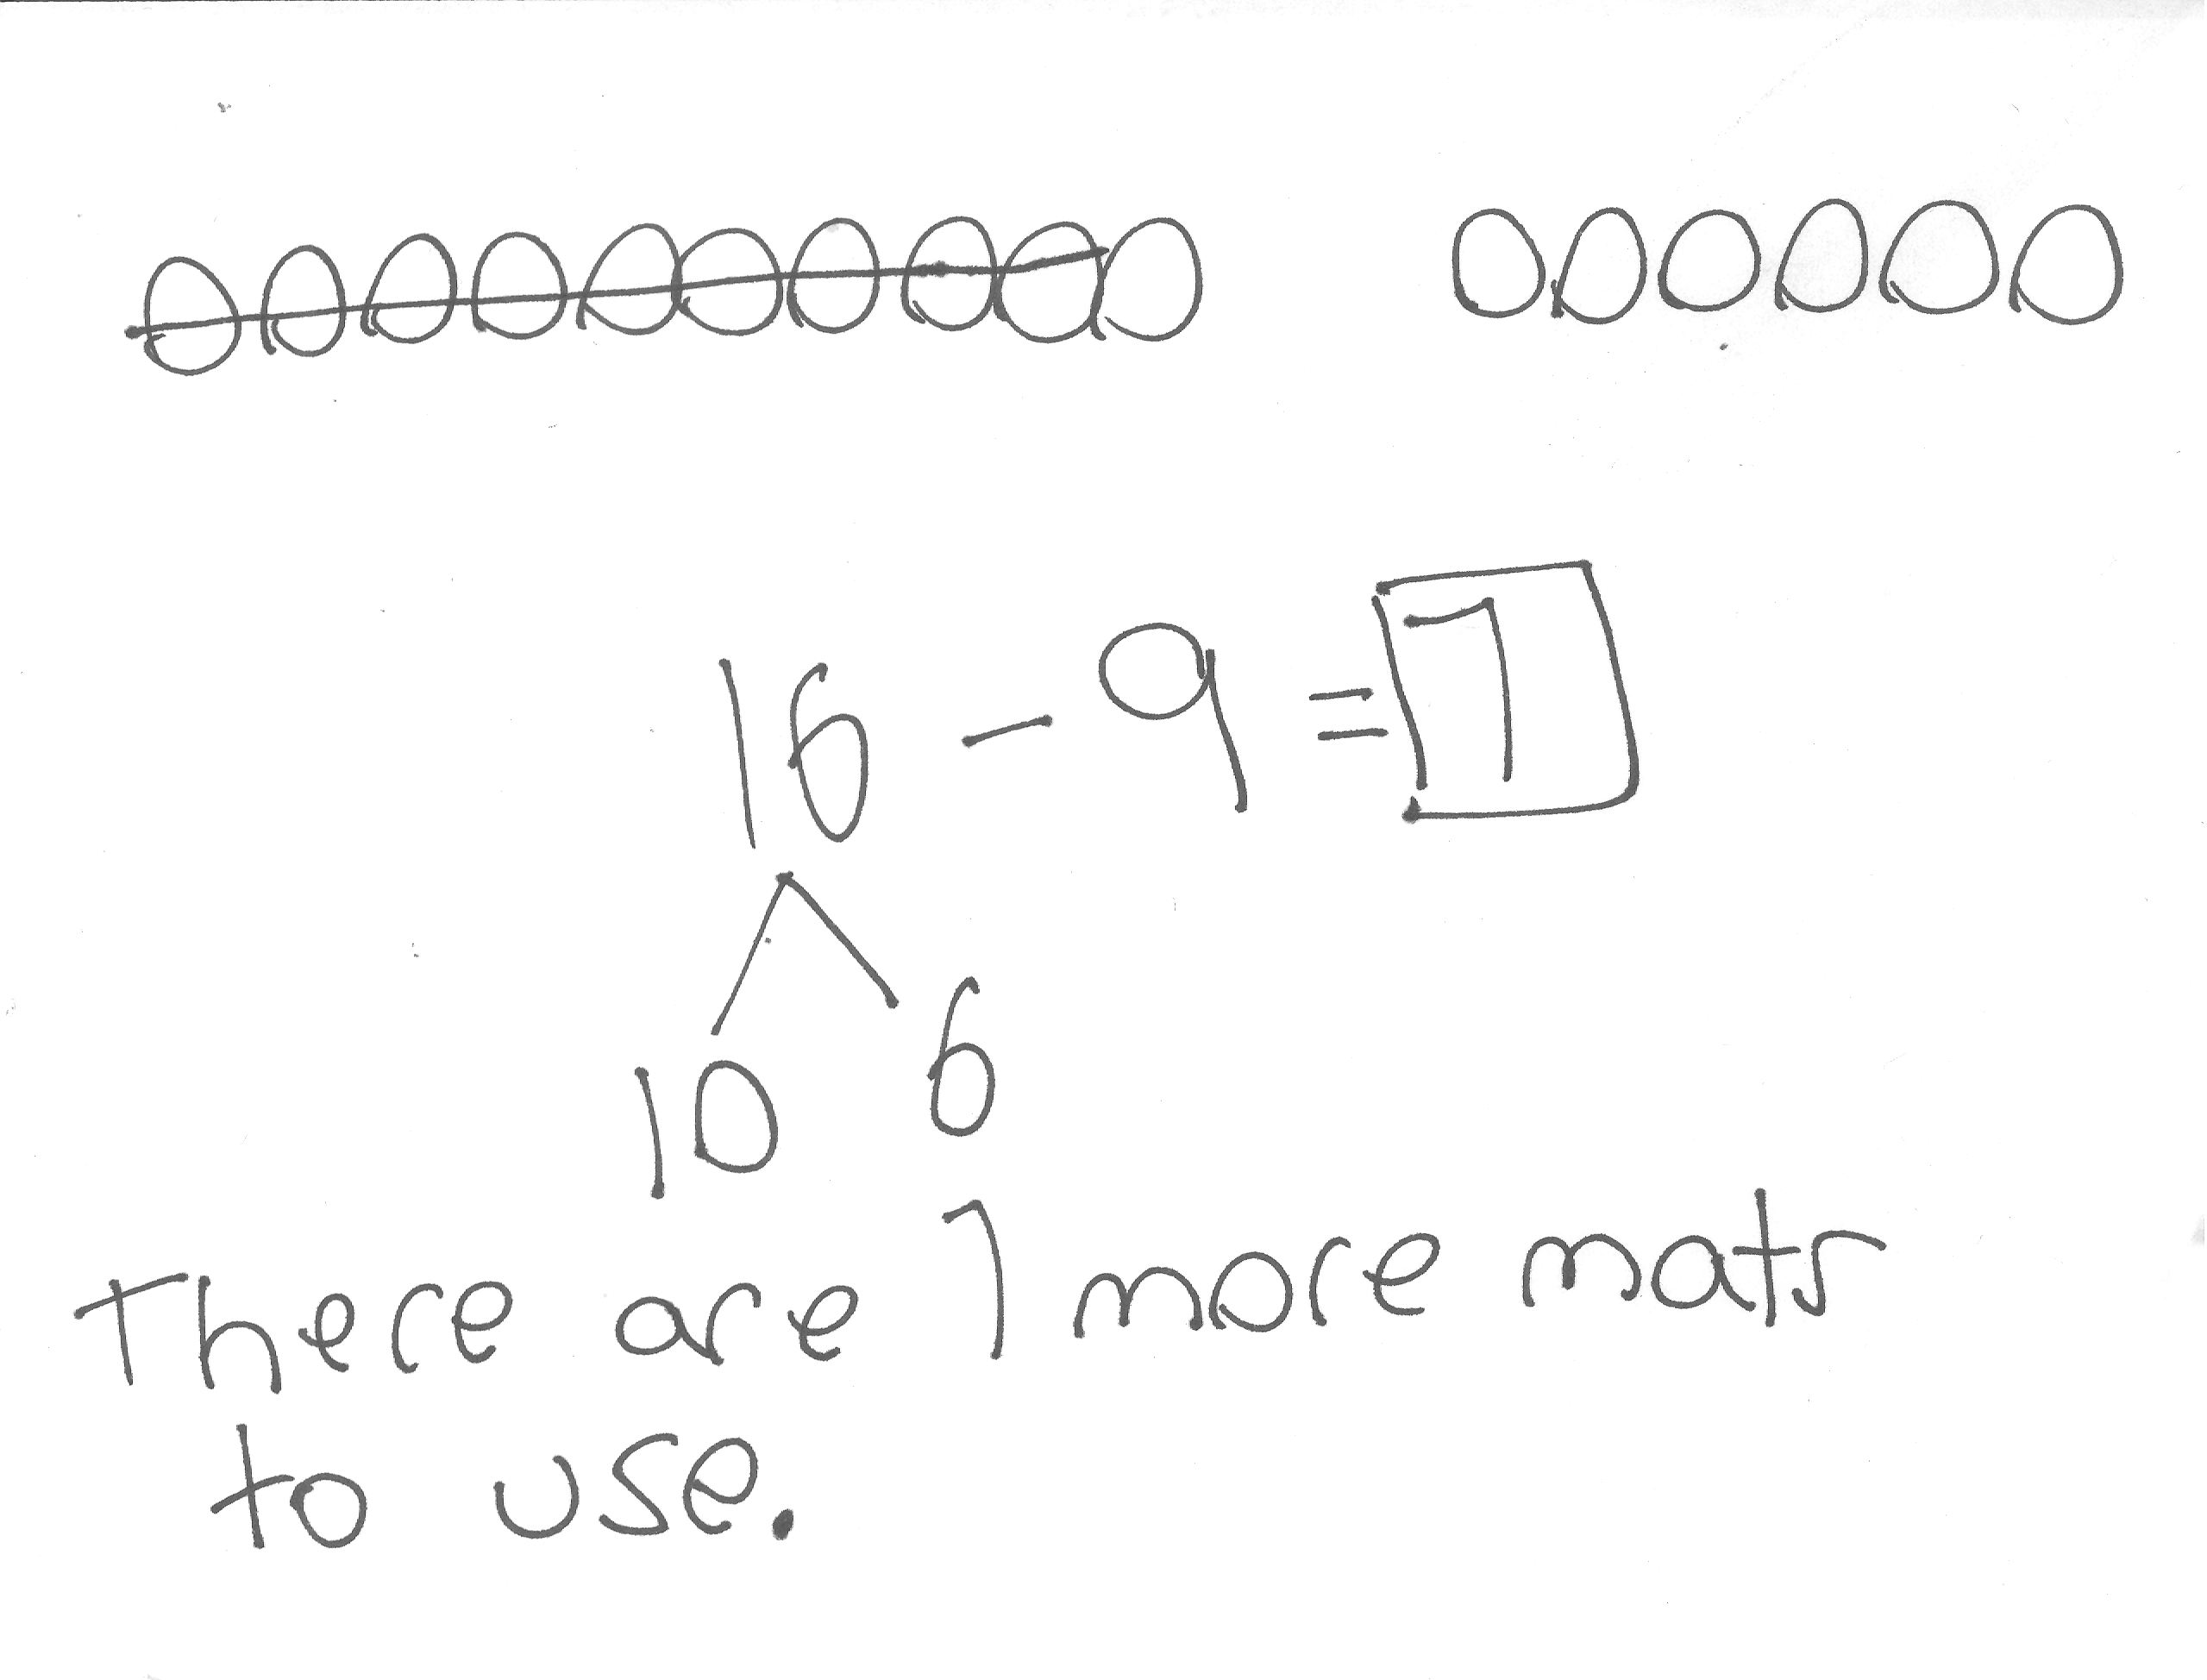 16 - 9 = 7
10 6
There are 7 more mats
to use.